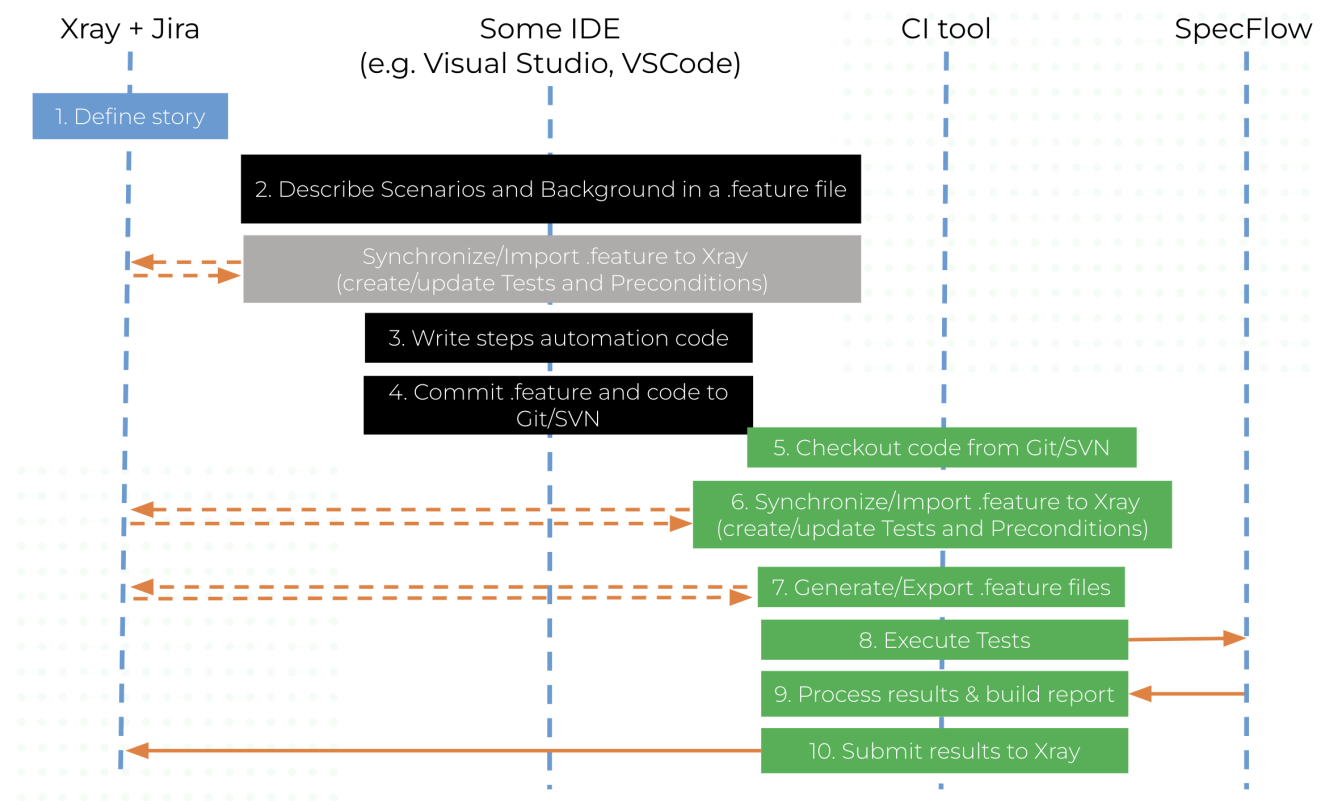 Xray + Jira
Some IDE
(e.g. Visual Studio, VSCode)
CI tool
SpecFlow
1. Define story
2. Describe Scenarios and Background in a .feature file
Synchronize/Import .feature to Xray
(create/update Tests and Preconditions)
3. Write steps automation code
4. Commit .feature and code to
Git/SVN
5. Checkout code from Git/SVN
6. Synchronize/Import .feature to Xray
(create/update Tests and Preconditions)
7. Generate/Export .feature files
8. Execute Tests
9. Process results & build report
10. Submit results to Xray